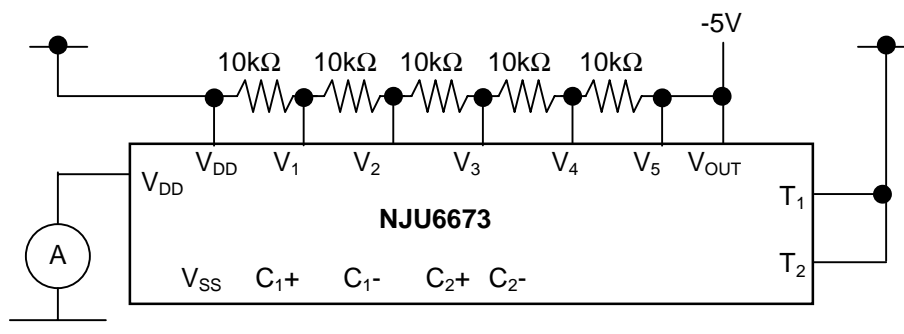 -5V
10kΩ 10kΩ 10kΩ 10kΩ 10kΩ
VDD V1 V2 V3 V4 V5 VOUT
VDD
T1
NJU6673
A
T2
VSS C1+ C1- C2+ C2-